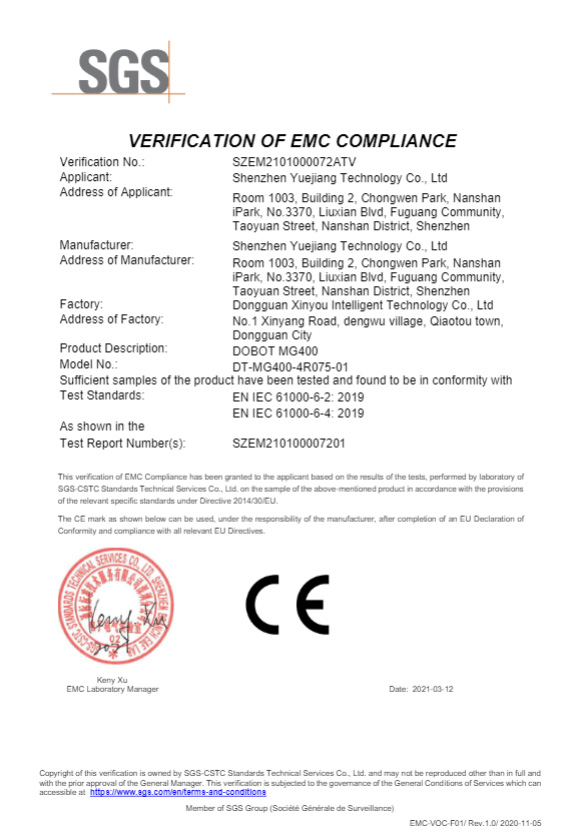 SGS
VERIFICATION OF EMC COMPLIANCE
Verification No.: SZEM2101000072ATV
Applicant: Shenzhen Yuejiang Technology Co., Ltd
Address of Applicant: Room 1003, Building 2, Chongwen Park, Nanshan
iPark, No.3370, Liuxian Blvd, Fuguang Community,
Taoyuan Street, Nanshan District, Shenzhen
Manufacturer: Shenzhen Yuejiang Technology Co., Ltd
Address of Manufacturer: Room 1003, Building 2, Chongwen Park, Nanshan
iPark, No.3370, Liuxian Blvd, Fuguang Community,
Taoyuan Street, Nanshan District, Shenzhen
Factory: Dongguan Xinyou Intelligent Technology Co., Ltd
Address of Factory: No.1 Xinyang Road, dengwu village, Qiaotou town,
Dongguan City
Product Description: DOBOT MG400
Model No.: DT-MG400-4R075-01
Sufficient samples of the product have been tested and found to be in conformity with
Test Standards: EN IEC 61000-6-2: 2019
EN IEC 61000-6-4: 2019
As shown in the
Test Report Number(s): SZEM210100007201
This verification of EMC Compliance has been granted to the applicant based on the results of the tests, performed by laboratory of
SGS-CSTC Standards Technical Services Co., Ltd. on the sample of the above-mentioned product in accordance with the provisions
of the relevant specific standards under Directive 2014/30/EU.
The CE mark as shown below can be used, under the responsibility of the manufacturer, after completion of an EU Declaration of
Conformity and compliance with all relevant EU Directives.
SGS-CSTC STANDARDS TECHNICAL SERVICES CO., LTD. SHENZHEN BRANCH E&E LAB
Keny Xu
02
CE
Keny Xu
EMC Laboratory Manager
Date: 2021-03-12
Copyright of this verification is owned by SGS-CSTC Standards Technical Services Co., Ltd. and may not be reproduced other than in full and
with the prior approval of the General Manager. This verification is subjected to the governance of the General Conditions of Services which can
accessible at https://www.sgs.com/en/terms-and-conditions
Member of SGS Group (Société Générale de Surveillance)
EMC-VOC-F01/ Rev.1.0/ 2020-11-05